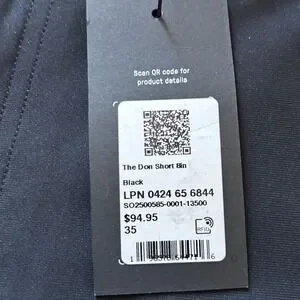 Scan QR code for
product details
The Don Short 8in
Black
LPN 0424 65 6844
SO2500585-0001-13500
$94.95
35
RFID